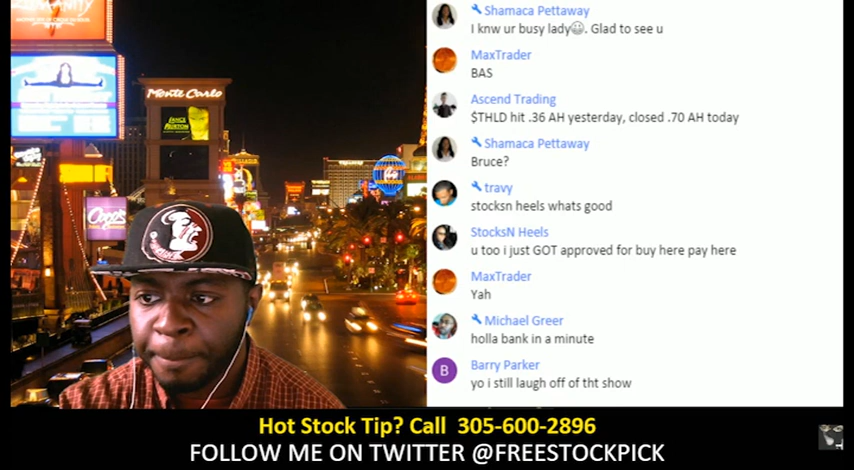 Monte Carlo
LANCE
BURTON
Coco's
Shamaca Pettaway
I knw ur busy lady😀. Glad to see u
MaxTrader
BAS
Ascend Trading
$THLD hit .36 AH yesterday, closed .70 AH today
Shamaca Pettaway
Bruce?
travy
stocksn heels whats good
StocksN Heels
u too i just GOT approved for buy here pay here
MaxTrader
Yah
Michael Greer
holla bank in a minute
B
Barry Parker
yo i still laugh off of tht show
Hot Stock Tip? Call 305-600-2896
FOLLOW ME ON TWITTER @FREESTOCKPICK